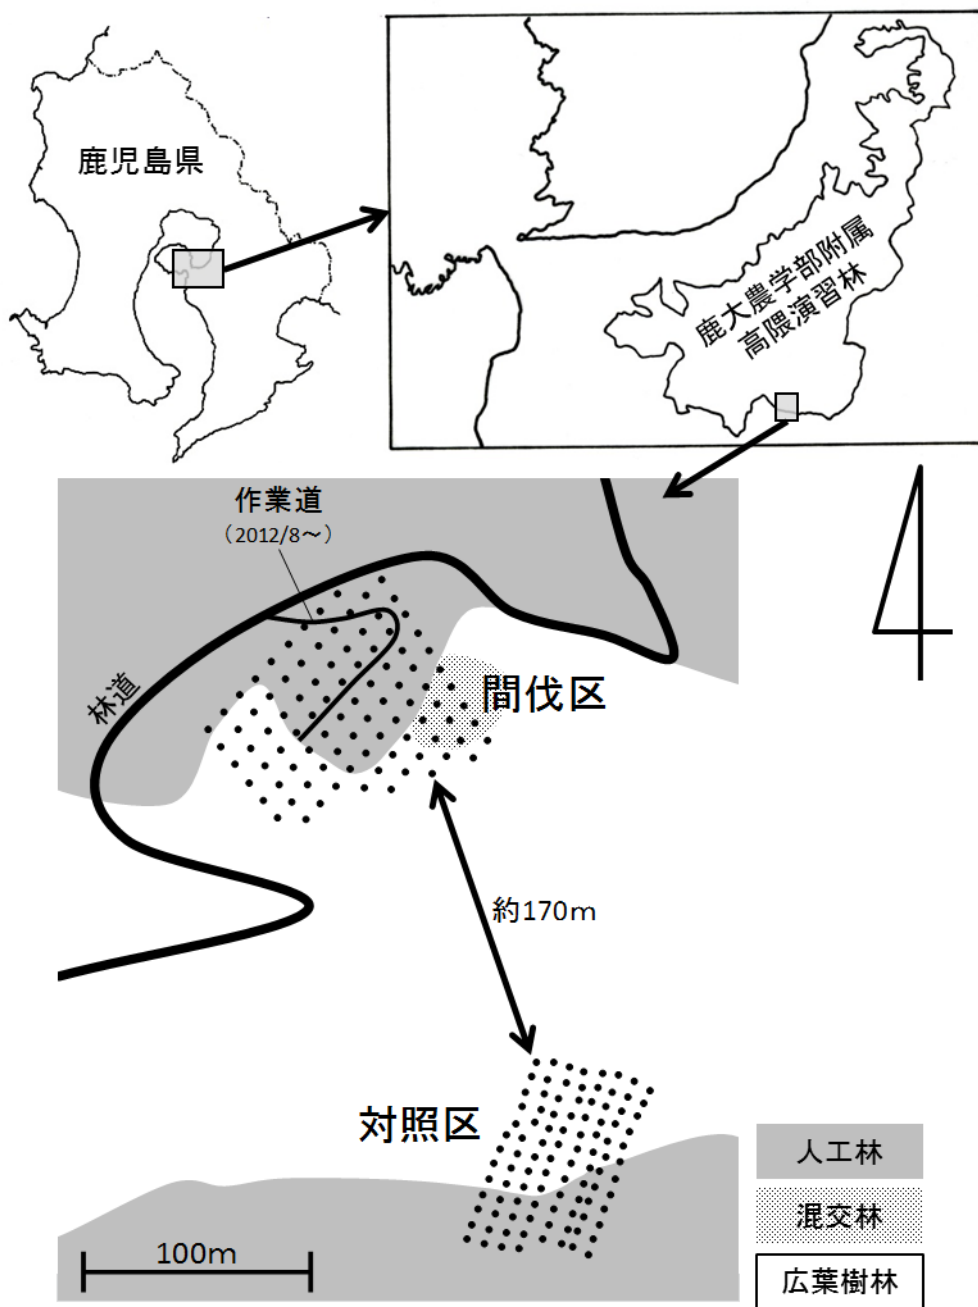 鹿児島県
鹿大農学部附属
高隈演習林
作業道
（2012/8～）
林道
間伐区
約170m
対照区
100m
人工林
混交林
広葉樹林